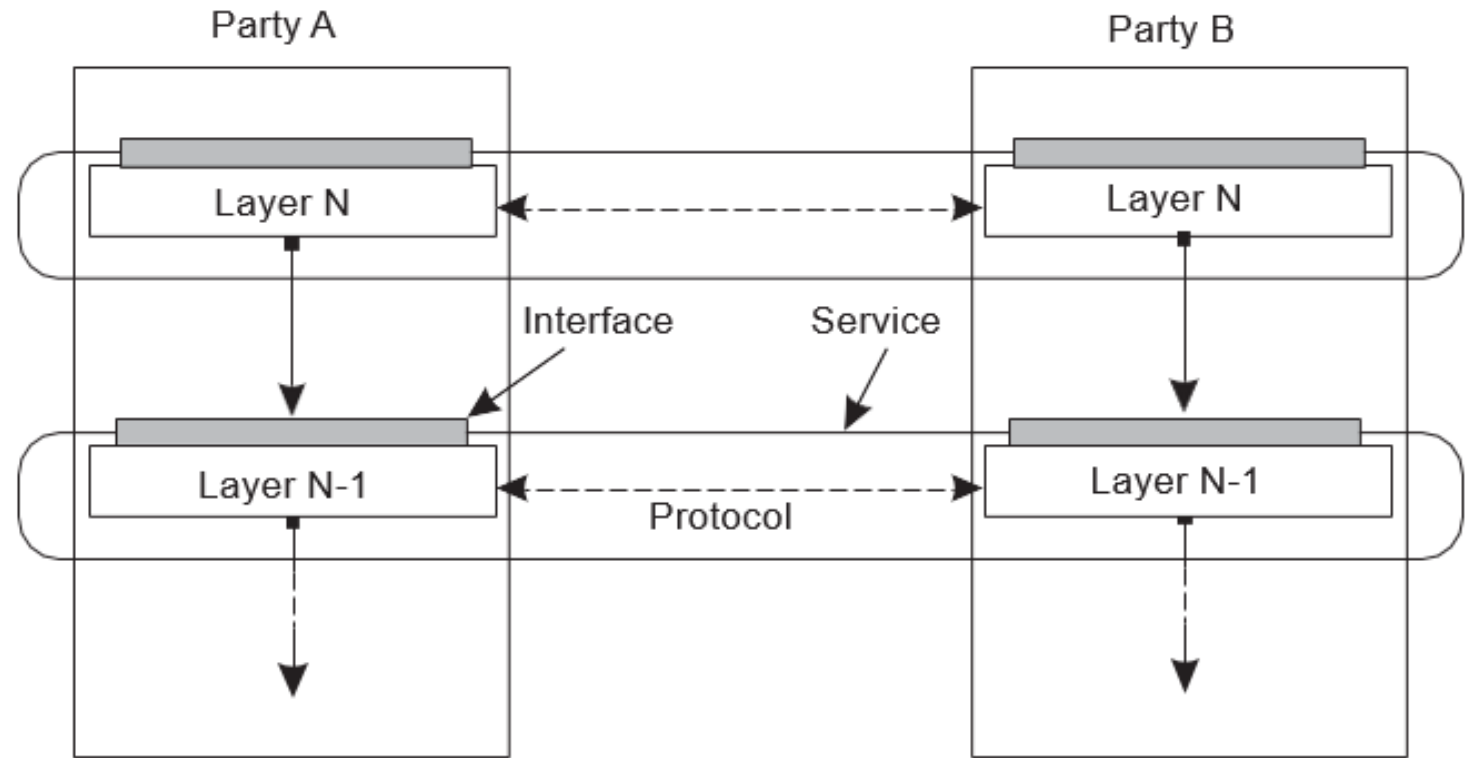 Party A
Party B
Layer N
Layer N
Interface
Service
Layer N-1
Layer N-1
Protocol